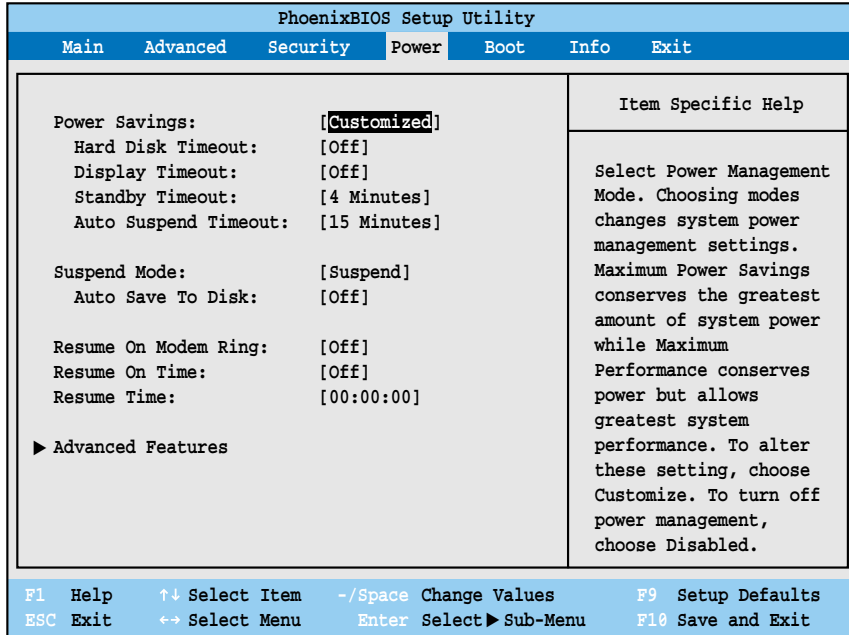 PhoenixBIOS Setup Utility
Main Advanced Security Power Boot Info Exit
Power Savings: [Customized]
Hard Disk Timeout: [Off]
Display Timeout: [Off]
Standby Timeout: [4 Minutes]
Auto Suspend Timeout: [15 Minutes]
Suspend Mode: [Suspend]
Auto Save To Disk: [Off]
Resume On Modem Ring: [Off]
Resume On Time: [Off]
Resume Time: [00:00:00]
▶ Advanced Features
Item Specific Help
Select Power Management
Mode. Choosing modes
changes system power
management settings.
Maximum Power Savings
conserves the greatest
amount of system power
while Maximum
Performance conserves
power but allows
greatest system
performance. To alter
these setting, choose
Customize. To turn off
power management,
choose Disabled.
F1 Help ↑↓ Select Item -/Space Change Values F9 Setup Defaults
ESC Exit ←→ Select Menu Enter Select ▶ Sub-Menu F10 Save and Exit